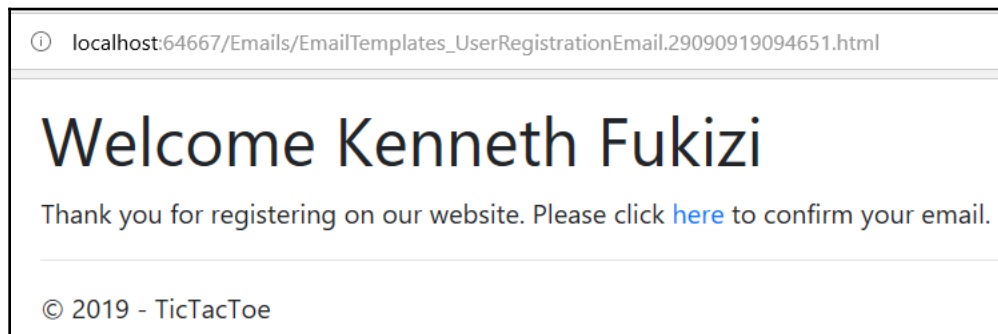 localhost:64667/Emails/EmailTemplates_UserRegistrationEmail.29090919094651.html
Welcome Kenneth Fukizi
Thank you for registering on our website. Please click here to confirm your email.
© 2019 - TicTacToe